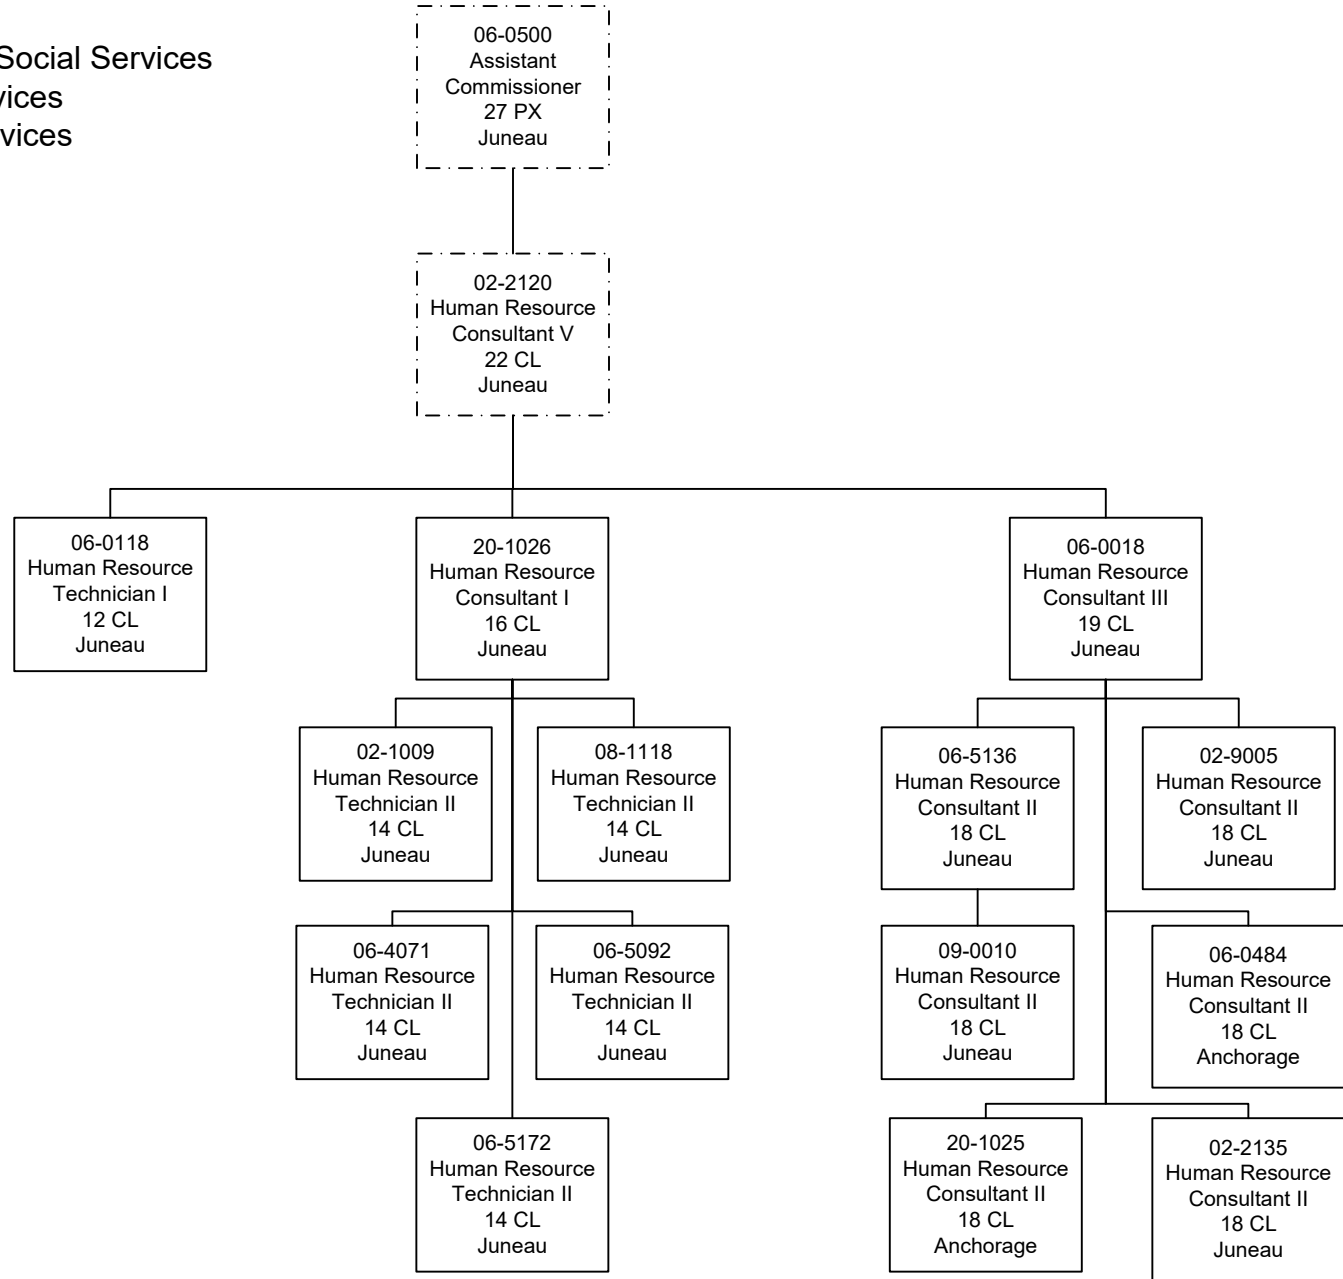 Social Services
vices
vices
06-0500
Assistant
Commissioner
27 PX
Juneau
02-2120
Human Resource
Consultant V
22 CL
Juneau
06-0118
Human Resource
Technician I
12 CL
Juneau
20-1026
Human Resource
Consultant I
16 CL
Juneau
06-0018
Human Resource
Consultant III
19 CL
Juneau
02-1009
Human Resource
Technician II
14 CL
Juneau
08-1118
Human Resource
Technician II
14 CL
Juneau
06-5136
Human Resource
Consultant II
18 CL
Juneau
02-9005
Human Resource
Consultant II
18 CL
Juneau
06-4071
Human Resource
Technician II
14 CL
Juneau
06-5092
Human Resource
Technician II
14 CL
Juneau
09-0010
Human Resource
Consultant II
18 CL
Juneau
06-0484
Human Resource
Consultant II
18 CL
Anchorage
06-5172
Human Resource
Technician II
14 CL
Juneau
20-1025
Human Resource
Consultant II
18 CL
Anchorage
02-2135
Human Resource
Consultant II
18 CL
Juneau